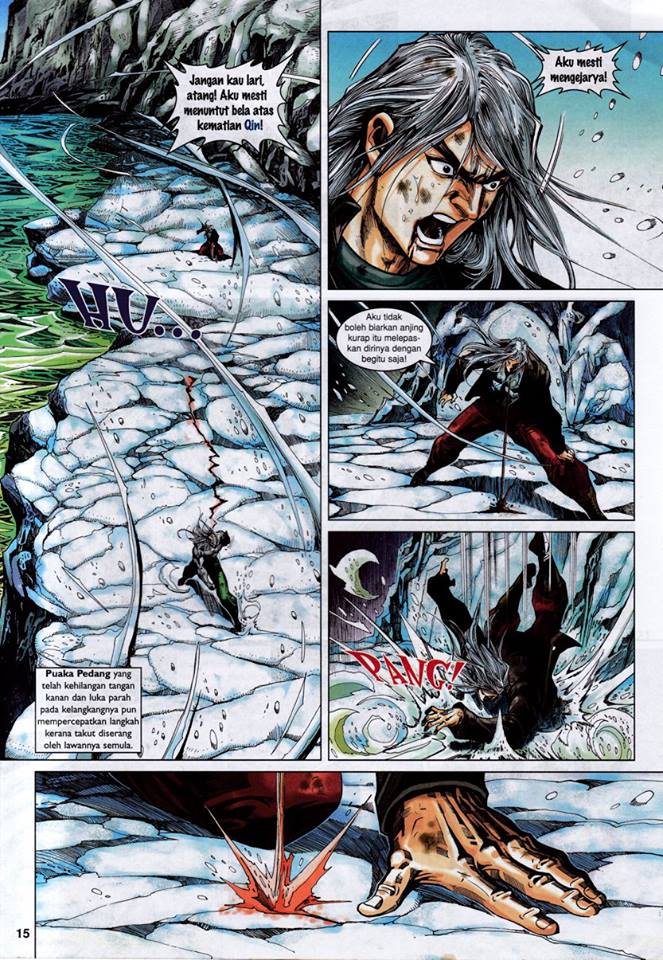 Jangan kau lari,
atang! Aku mesti
menuntut bela atas
kematian Qin!
HU...
Puaka Pedang yang
telah kehilangan tangan
kanan dan luka parah
pada kelangkangnya pun
mempercepatkan langkah
kerana takut diserang
oleh lawannya semula.
Aku mesti
mengejarya!
Aku tidak
boleh biarkan anjing
kurap itu melepas-
kan dirinya dengan
begitu saja!
PANG!
15